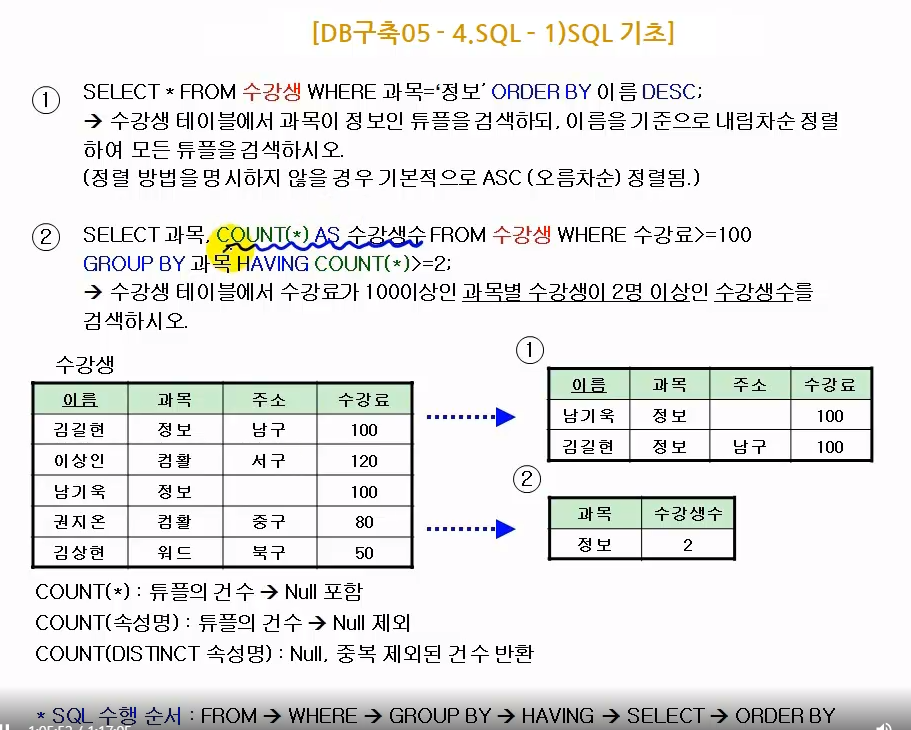 [DB구축05 - 4.SQL - 1)SQL 기초]
① SELECT * FROM 수강생 WHERE 과목=‘정보’ ORDER BY 이름 DESC;
→ 수강생 테이블에서 과목이 정보인 튜플을 검색하되, 이름을 기준으로 내림차순 정렬
하여 모든 튜플을 검색하시오.
(정렬 방법을 명시하지 않을 경우 기본적으로 ASC (오름차순) 정렬됨.)
② SELECT 과목, COUNT(*) AS 수강생수 FROM 수강생 WHERE 수강료>=100
GROUP BY 과목 HAVING COUNT(*)>=2;
→ 수강생 테이블에서 수강료가 100이상인 과목별 수강생이 2명 이상인 수강생수를
검색하시오.
수강생
이름 과목 주소 수강료
김길현 정보 남구 100
이상인 컴활 서구 120
남기욱 정보 100
권지온 컴활 중구 80
김상현 워드 북구 50
①
이름 과목 주소 수강료
남기욱 정보 100
김길현 정보 남구 100
②
과목 수강생수
정보 2
COUNT(*) : 튜플의 건수 → Null 포함
COUNT(속성명) : 튜플의 건수 → Null 제외
COUNT(DISTINCT 속성명) : Null, 중복 제외된 건수 반환
* SQL 수행 순서 : FROM → WHERE → GROUP BY → HAVING → SELECT → ORDER BY